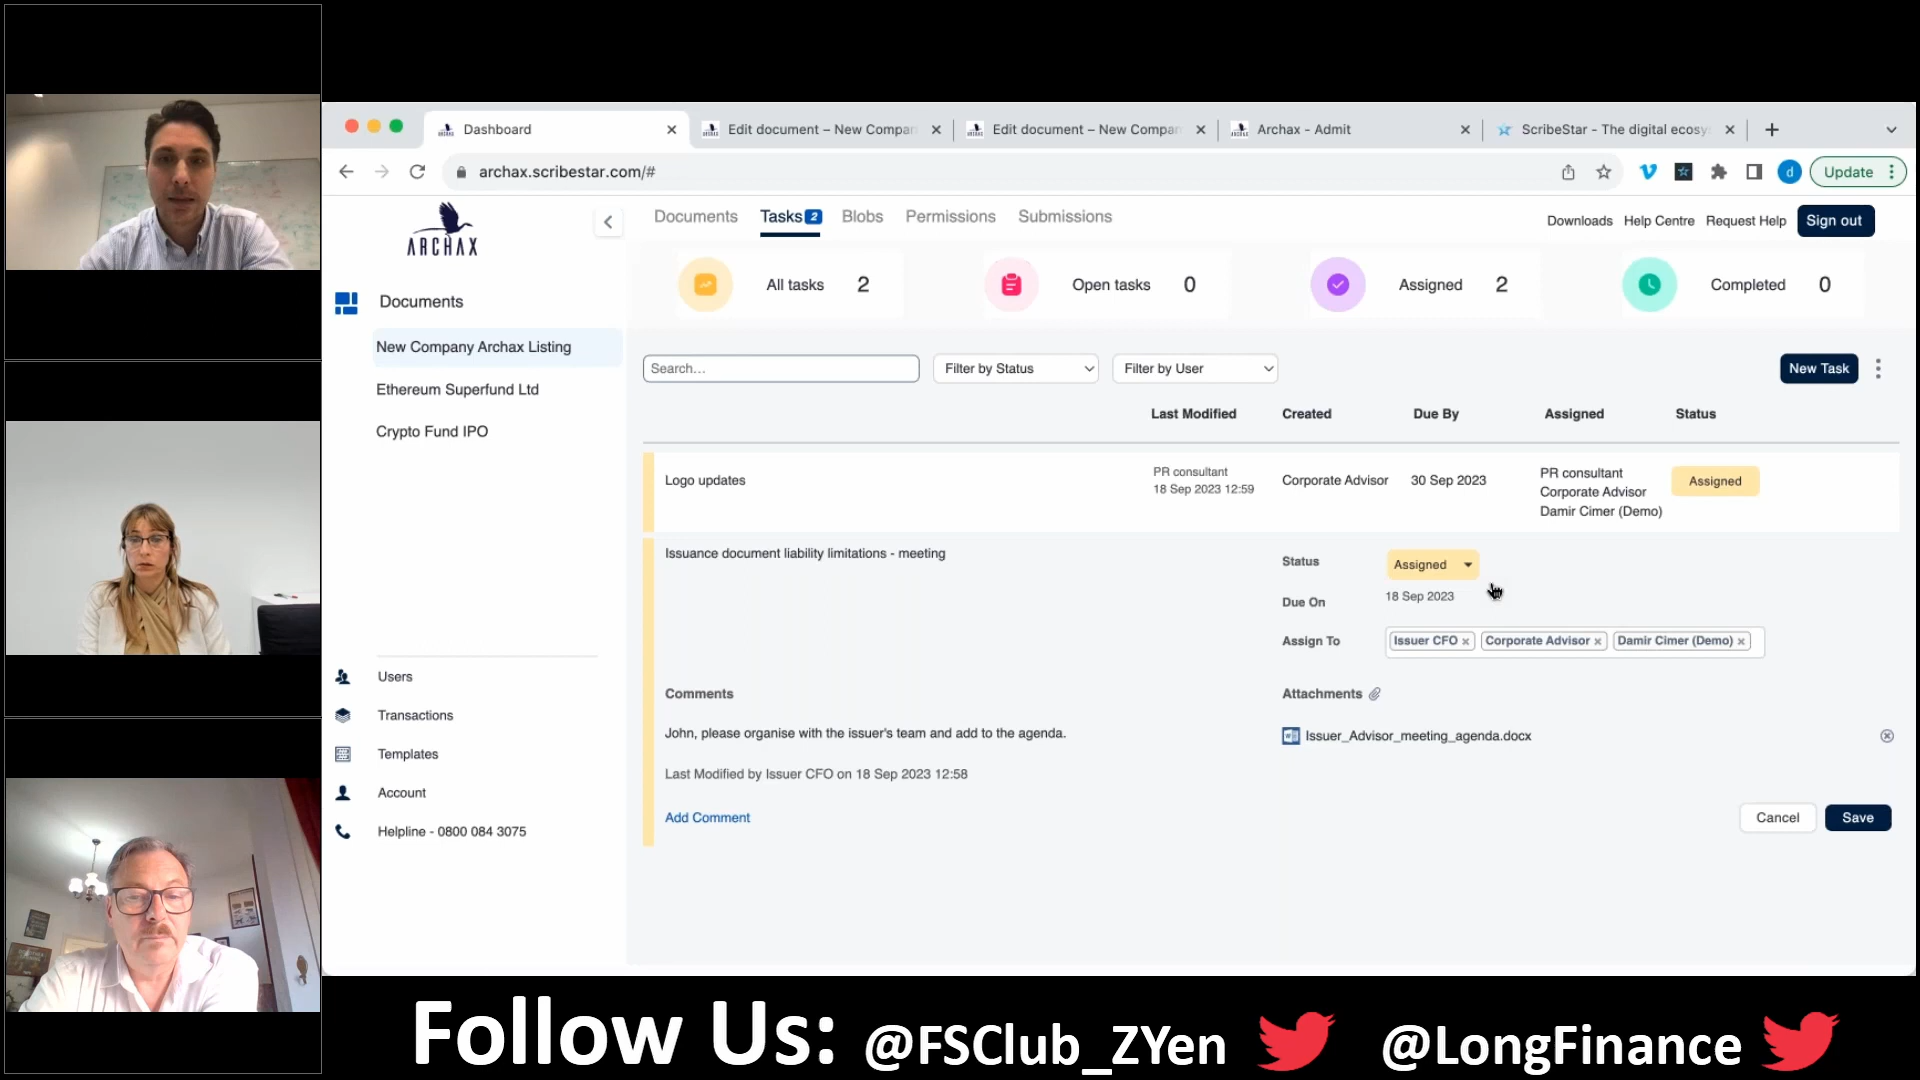 Dashboard
Edit document – New Compan
Edit document – New Compan
Archax - Admit
ScribeStar - The digital ecosy
archax.scribestar.com/#
d
Update
ARCHAX
Documents
Tasks 2
Blobs
Permissions
Submissions
Downloads
Help Centre
Request Help
Sign out
All tasks 2
Open tasks 0
Assigned 2
Completed 0
Documents
New Company Archax Listing
Ethereum Superfund Ltd
Crypto Fund IPO
Users
Transactions
Templates
Account
Helpline - 0800 084 3075
Search...
Filter by Status
Filter by User
New Task
Last Modified
Created
Due By
Assigned
Status
Logo updates
PR consultant
18 Sep 2023 12:59
Corporate Advisor
30 Sep 2023
PR consultant
Corporate Advisor
Damir Cimer (Demo)
Assigned
Issuance document liability limitations - meeting
Status
Assigned
Due On
18 Sep 2023
Assign To
Issuer CFO ×
Corporate Advisor ×
Damir Cimer (Demo) ×
Comments
Attachments
John, please organise with the issuer's team and add to the agenda.
Issuer_Advisor_meeting_agenda.docx
Last Modified by Issuer CFO on 18 Sep 2023 12:58
Add Comment
Cancel
Save
Follow Us: @FSClub_ZYen @LongFinance